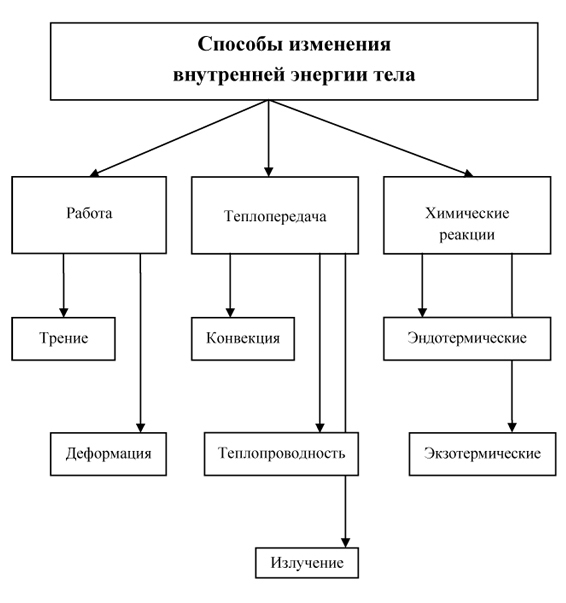 Способы изменения
внутренней энергии тела
Работа
Теплопередача
Химические
реакции
Трение
Конвекция
Эндотермические
Деформация
Теплопроводность
Экзотермические
Излучение